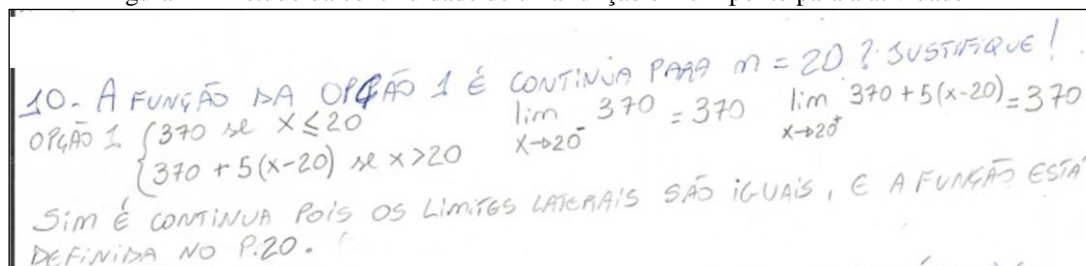 10- A FUNÇÃO DA OPÇÃO 1 É CONTINUA PARA n = 20? JUSTIFIQUE!
OPÇÃO 1 { 370 se x ≤ 20
370 + 5(x-20) se x > 20
lim x→20⁻ 370 = 370 lim x→20⁺ 370 + 5(x-20) = 370
SIM É CONTINUA POIS OS LIMITES LATERAIS SÃO IGUAIS, E A FUNÇÃO ESTÁ
DEFINIDA NO P.20.